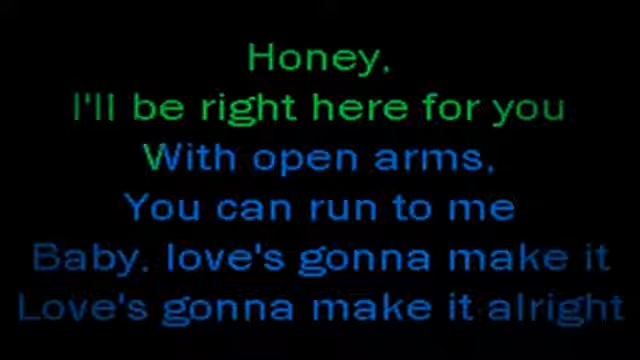 Honey,
I'll be right here for you
With open arms,
You can run to me
Baby, love's gonna make it
Love's gonna make it alright